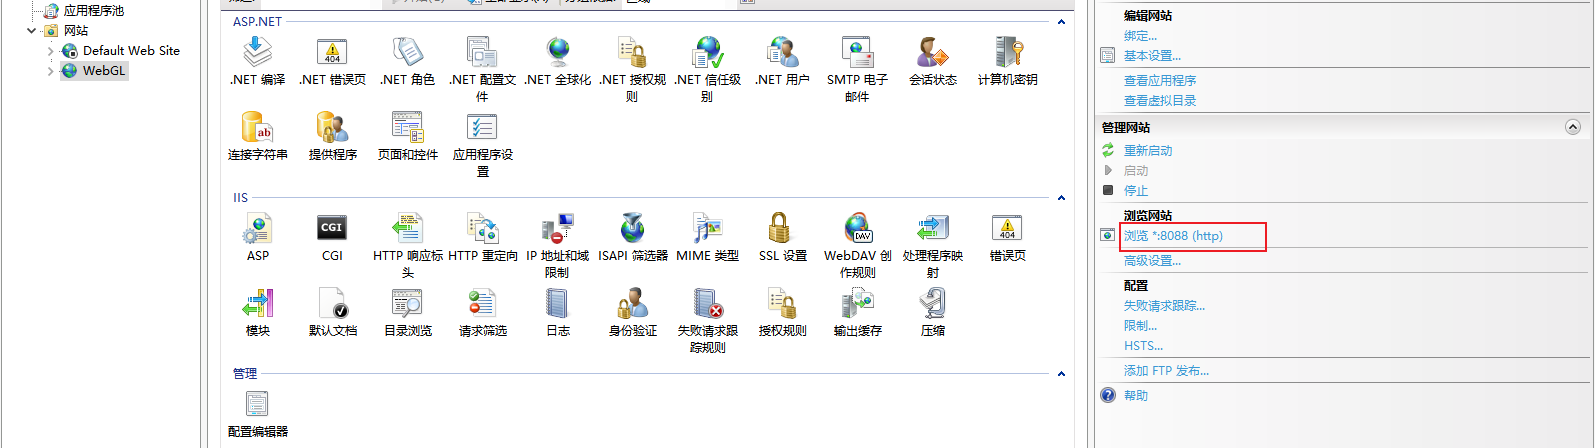 应用程序池
网站
Default Web Site
WebGL
ASP.NET
.NET 编译
.NET 错误页
.NET 角色
.NET 配置文
件
.NET 全球化
.NET 授权规
则
.NET 信任级
别
.NET 用户
SMTP 电子
邮件
会话状态
计算机密钥
连接字符串
提供程序
页面和控件
应用程序设
置
IIS
ASP
CGI
HTTP 响应标
头
HTTP 重定向
IP 地址和域
限制
ISAPI 筛选器
MIME 类型
SSL 设置
WebDAV 创
作规则
处理程序映
射
错误页
模块
默认文档
目录浏览
请求筛选
日志
身份验证
失败请求跟
踪规则
授权规则
输出缓存
压缩
管理
配置编辑器
编辑网站
绑定...
基本设置...
查看应用程序
查看虚拟目录
管理网站
重新启动
启动
停止
浏览网站
浏览 *:8088 (http)
高级设置...
配置
失败请求跟踪...
限制...
HSTS...
添加 FTP 发布...
帮助